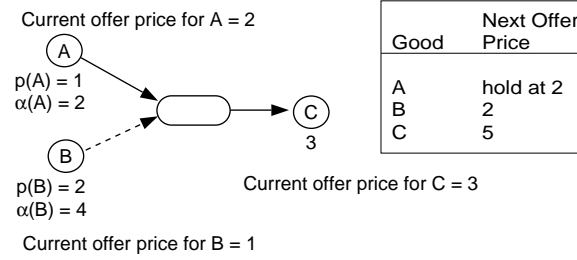 Current offer price for A = 2
A
p(A) = 1
α(A) = 2
C
3
B
p(B) = 2
α(B) = 4
Current offer price for C = 3
Current offer price for B = 1
Next Offer
Good Price
A hold at 2
B 2
C 5